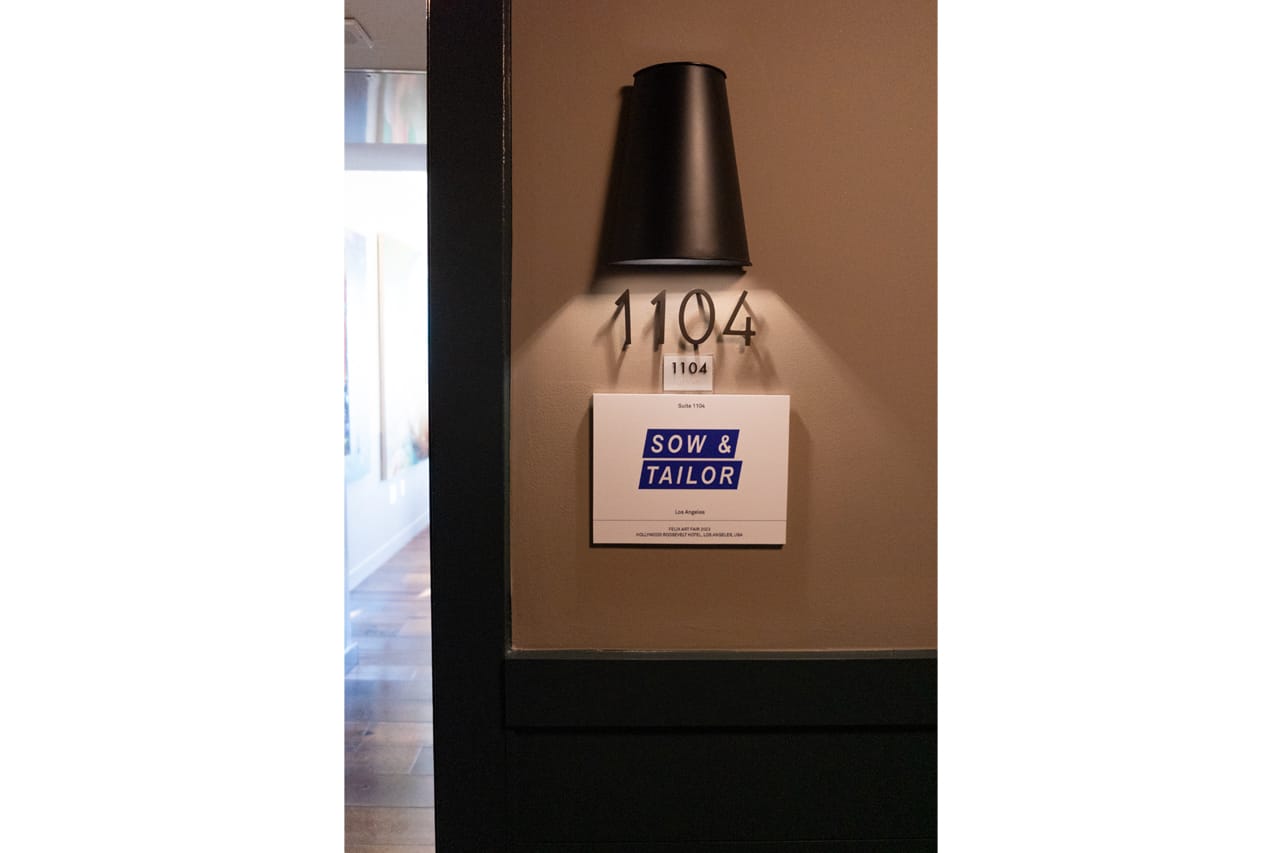 1104
1104
Suite 1104
SOW &
TAILOR
Los Angeles
FELIX ART FAIR 2023
HOLLYWOOD ROOSEVELT HOTEL, LOS ANGELES, USA